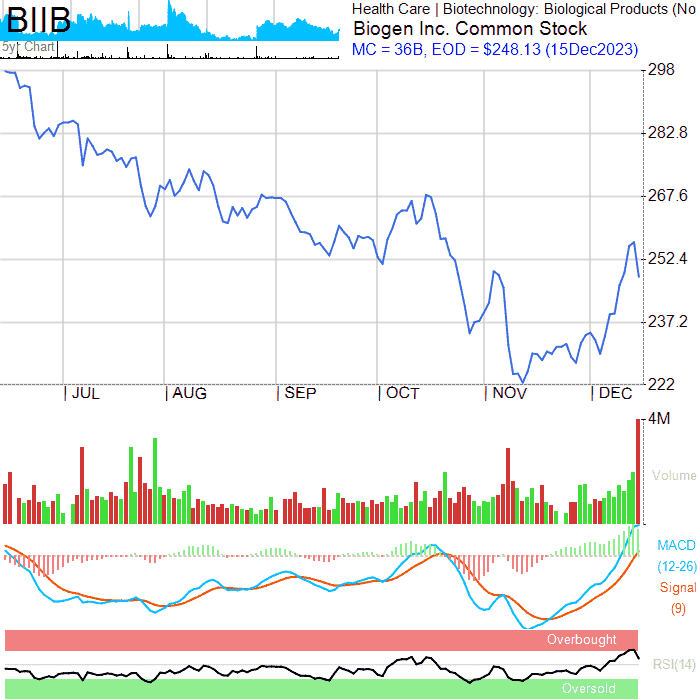 BIIB
5yr Chart
Health Care | Biotechnology: Biological Products (No
Biogen Inc. Common Stock
MC = 36B, EOD = $248.13 (15Dec2023)
298
282.8
267.6
252.4
237.2
222
JUL
AUG
SEP
OCT
NOV
DEC
4M
Volume
MACD
(12-26)
Signal
(9)
Overbought
RSI(14)
Oversold